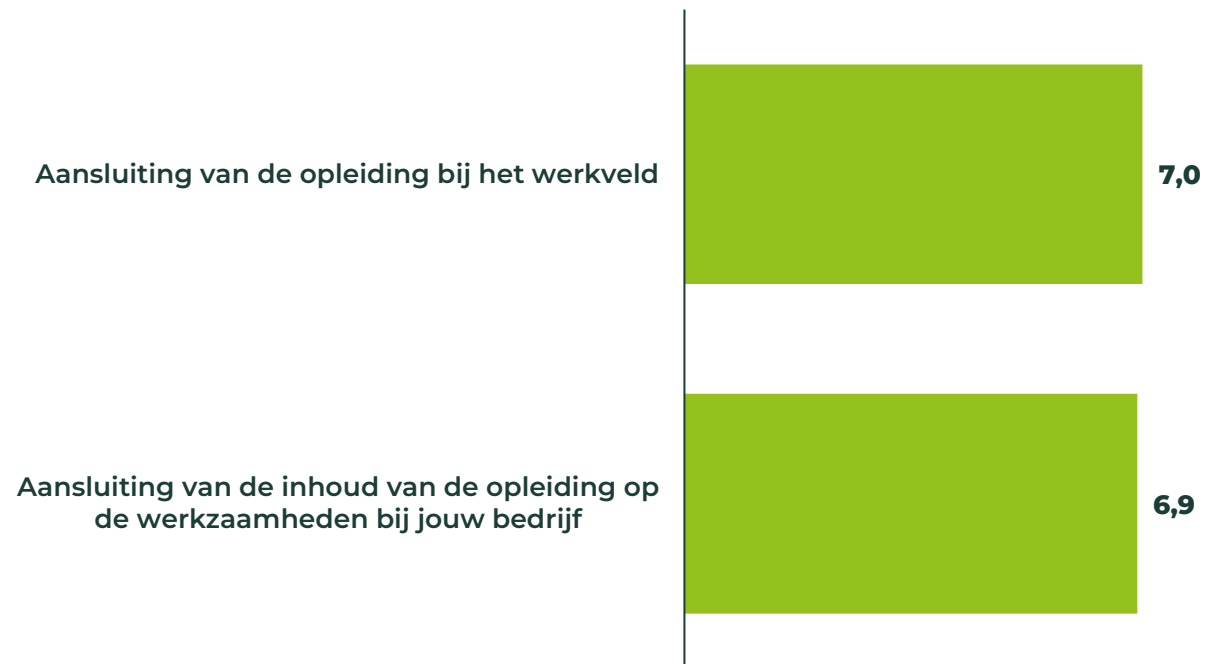 Aansluiting van de opleiding bij het werkveld
7,0
Aansluiting van de inhoud van de opleiding op
de werkzaamheden bij jouw bedrijf
6,9